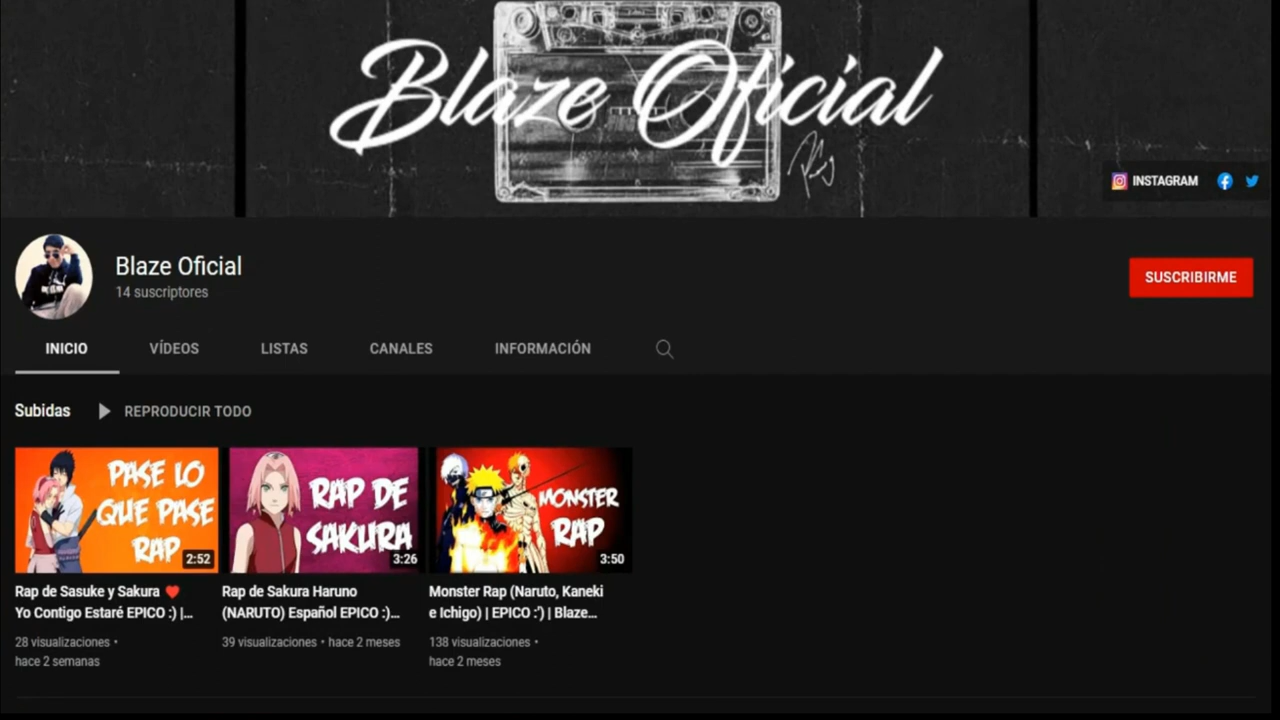 Blaze Oficial
INSTAGRAM
Blaze Oficial
14 suscriptores
SUSCRIBIRME
INICIO VÍDEOS LISTAS CANALES INFORMACIÓN
Subidas REPRODUCIR TODO
PASE LO
QUE PASE
RAP
2:52
RAP DE
SAKURA
3:26
MONSTER
RAP
3:50
Rap de Sasuke y Sakura ❤️
Yo Contigo Estaré EPICO :) |...
28 visualizaciones •
hace 2 semanas
Rap de Sakura Haruno
(NARUTO) Español EPICO :)...
39 visualizaciones • hace 2 meses
Monster Rap (Naruto, Kaneki
e Ichigo) | EPICO :') | Blaze...
138 visualizaciones •
hace 2 meses